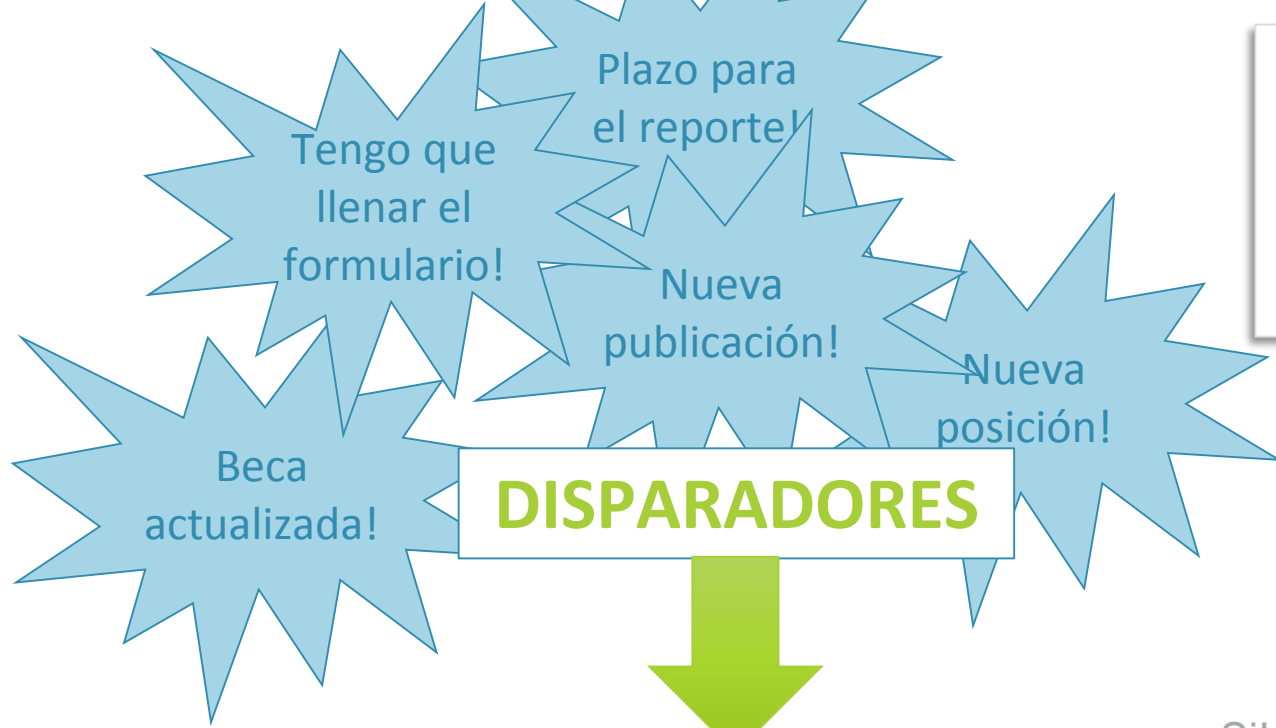 Plazo para
el reporte!
Tengo que
llenar el
formulario!
Nueva
publicación!
Nueva
posición!
Beca
actualizada!
DISPARADORES